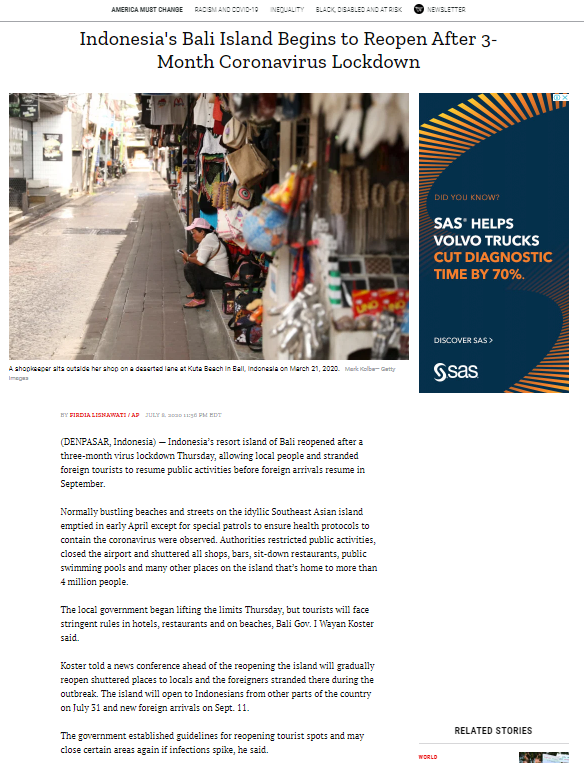 AMERICA MUST CHANGE RACISM AND COVID-19 INEQUALITY BLACK, DISABLED AND AT RISK NEWSLETTER
Indonesia's Bali Island Begins to Reopen After 3-
Month Coronavirus Lockdown
DID YOU KNOW?
SAS® HELPS
VOLVO TRUCKS
CUT DIAGNOSTIC
TIME BY 70%.
DISCOVER SAS >
sas
A shopkeeper sits outside her shop on a deserted lane at Kuta Beach in Bali, Indonesia on March 21, 2020. Mark Kolbe— Getty
Images
BY FIRDIA LISNAWATI / AP JULY 8, 2020 11:56 PM EDT
(DENPASAR, Indonesia) — Indonesia's resort island of Bali reopened after a
three-month virus lockdown Thursday, allowing local people and stranded
foreign tourists to resume public activities before foreign arrivals resume in
September.
Normally bustling beaches and streets on the idyllic Southeast Asian island
emptied in early April except for special patrols to ensure health protocols to
contain the coronavirus were observed. Authorities restricted public activities,
closed the airport and shuttered all shops, bars, sit-down restaurants, public
swimming pools and many other places on the island that's home to more than
4 million people.
The local government began lifting the limits Thursday, but tourists will face
stringent rules in hotels, restaurants and on beaches, Bali Gov. I Wayan Koster
said.
Koster told a news conference ahead of the reopening the island will gradually
reopen shuttered places to locals and the foreigners stranded there during the
outbreak. The island will open to Indonesians from other parts of the country
on July 31 and new foreign arrivals on Sept. 11.
The government established guidelines for reopening tourist spots and may
close certain areas again if infections spike, he said.
RELATED STORIES
WORLD